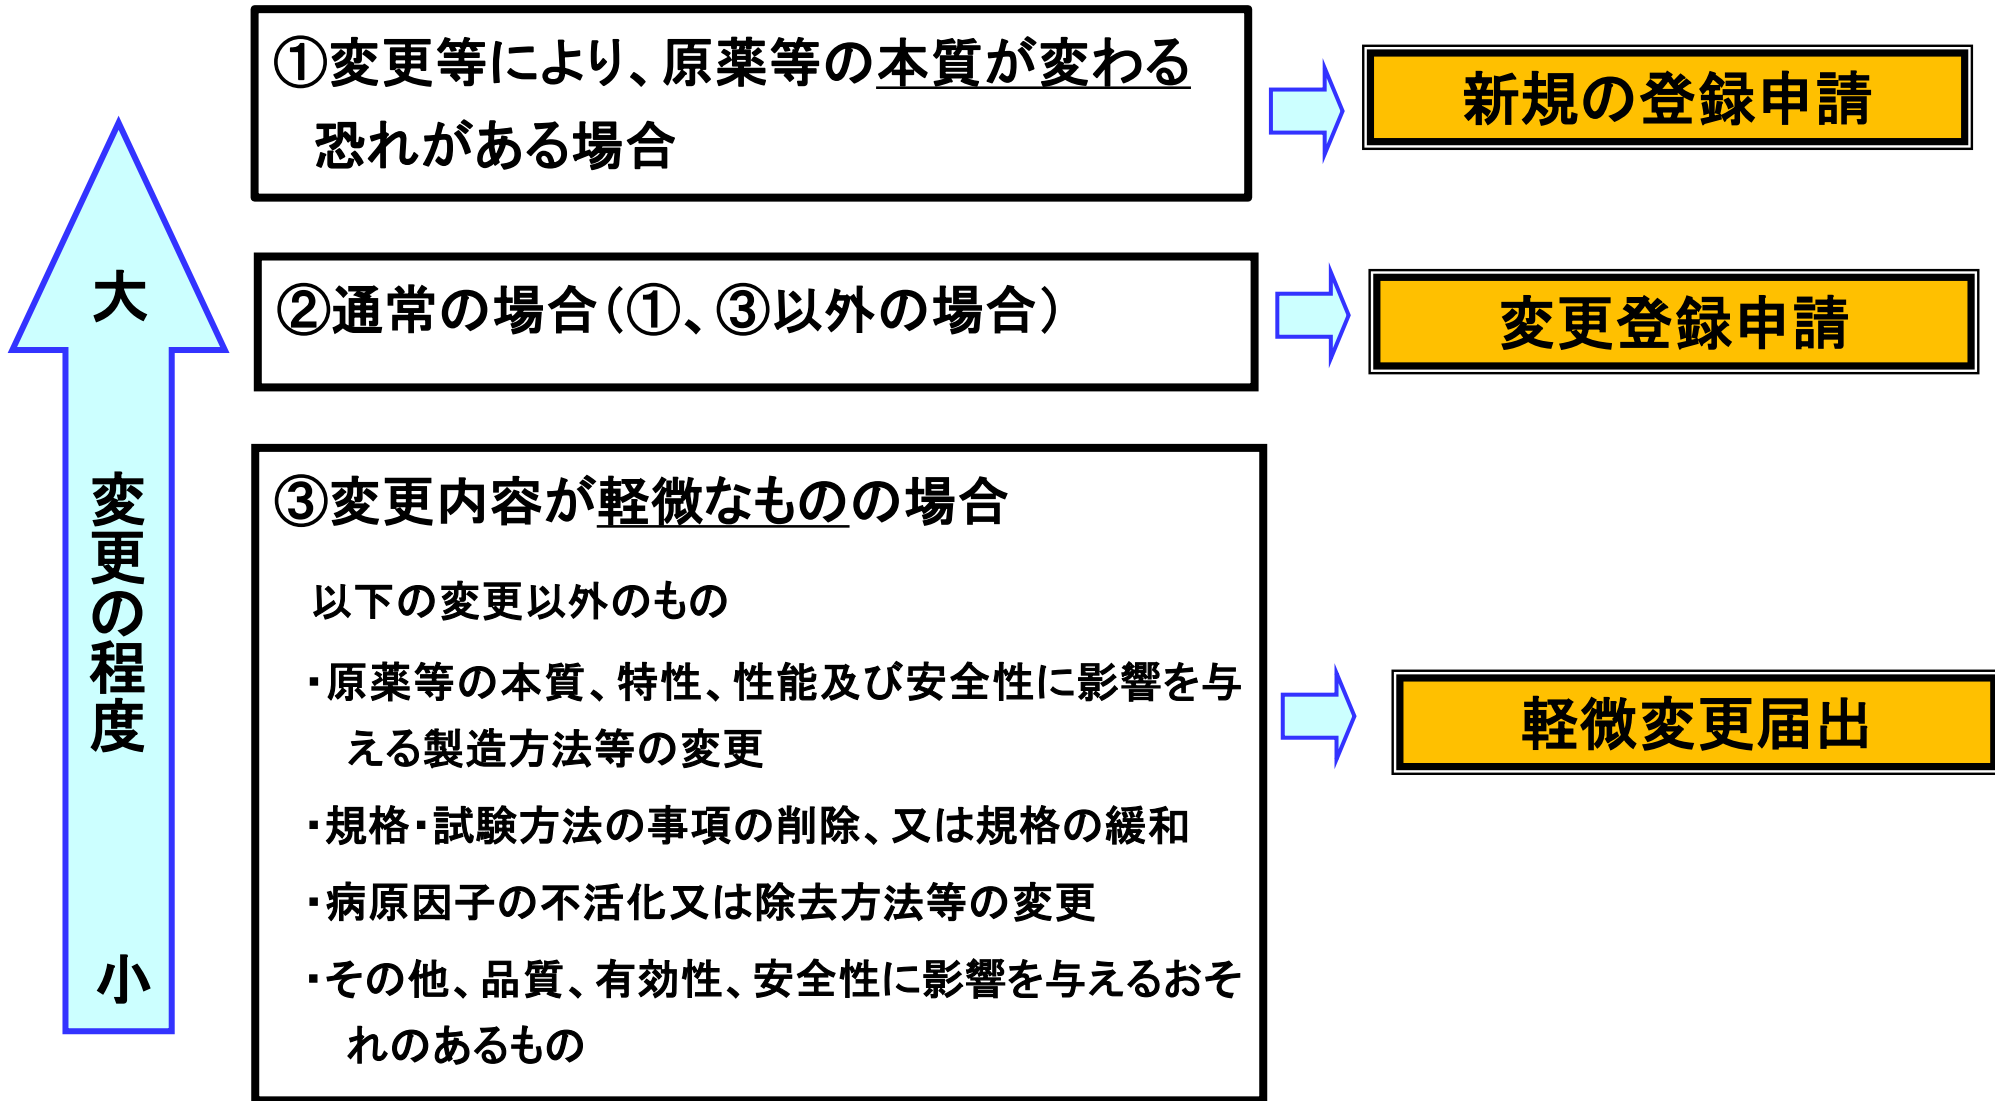 ①変更等により、原薬等の本質が変わる
恐れがある場合
新規の登録申請
大
変更の程度
小
②通常の場合(①、③以外の場合)
変更登録申請
③変更内容が軽微なものの場合
以下の変更以外のもの
・原薬等の本質、特性、性能及び安全性に影響を与
える製造方法等の変更
・規格・試験方法の事項の削除、又は規格の緩和
・病原因子の不活化又は除去方法等の変更
・その他、品質、有効性、安全性に影響を与えるおそ
れのあるもの
軽微変更届出